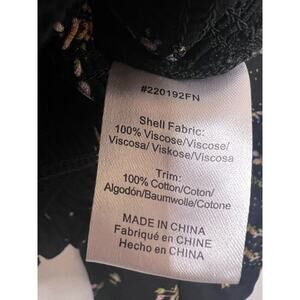 #220192FN
Shell Fabric:
100% Viscose/Viscose/
Viscosa/ Viskose/Viscosa
Trim:
100% Cotton/Coton/
Algodón/Baumwolle/Cotone
MADE IN CHINA
Fabriqué en CHINE
Hecho en CHINA